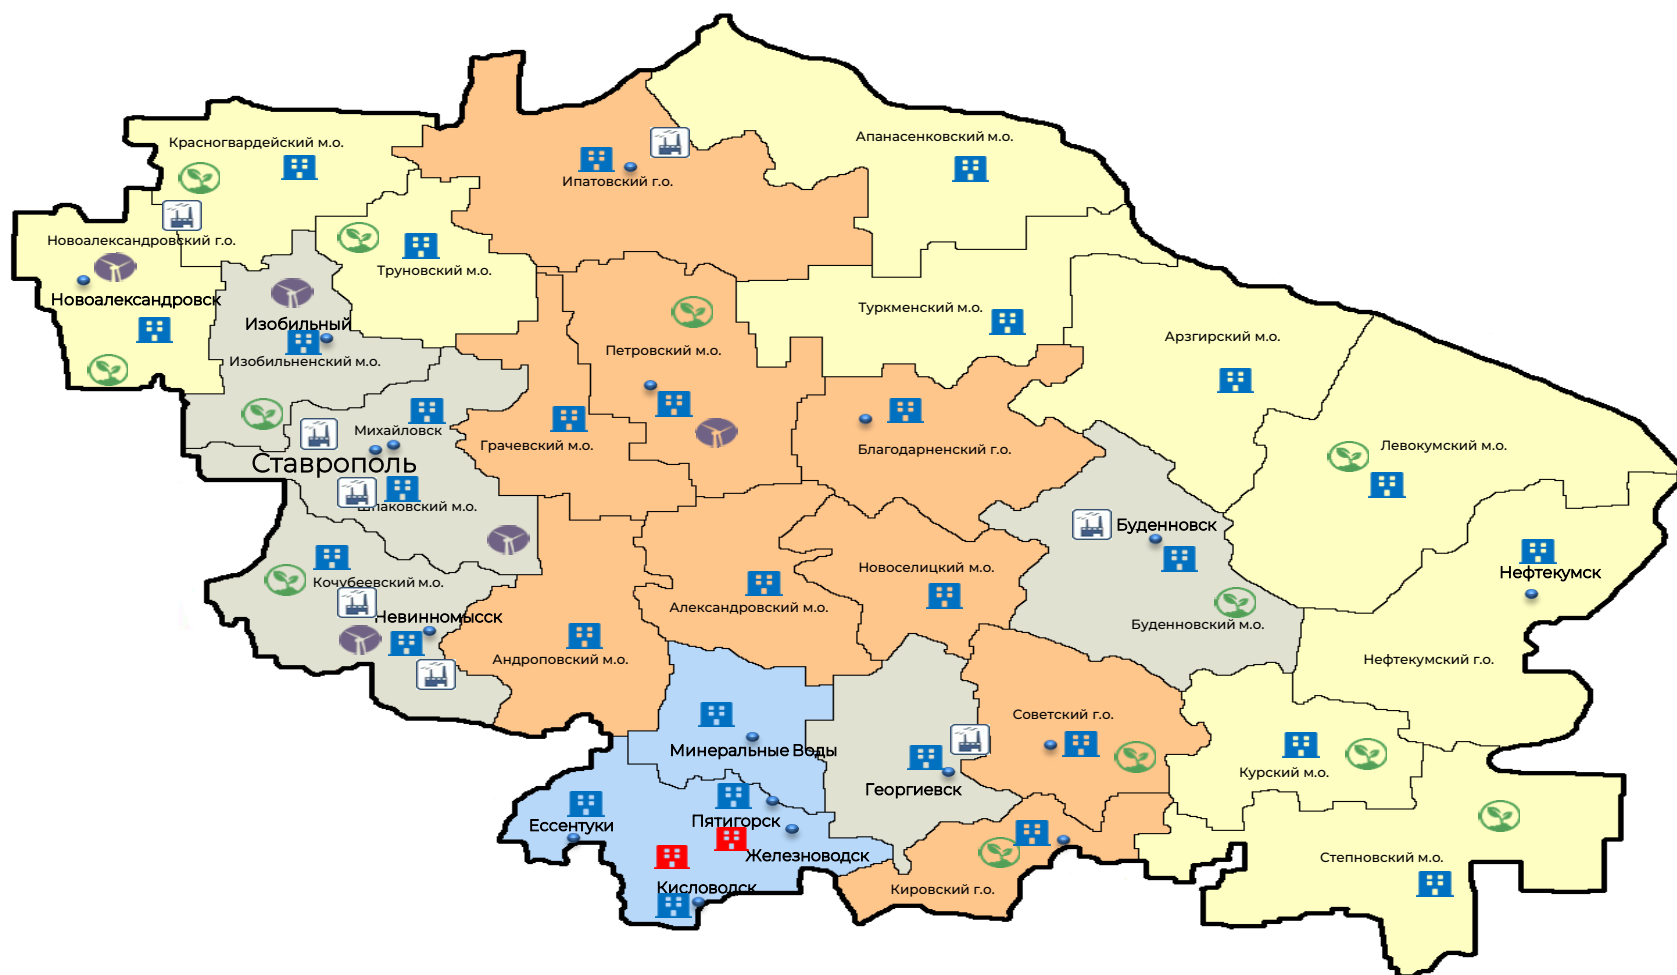 Апанасенковский м.о.
Красногвардейский м.о.
Ипатовский г.о.
Новоалександровский г.о.
Труновский м.о.
Новоалександровск
Туркменский м.о.
Изобильный
Арзгирский м.о.
Петровский м.о.
Изобильненский м.о.
Михайловск
Грачевский м.о.
Благодарненский г.о.
Левокумский м.о.
Ставрополь
Шпаковский м.о.
Буденновск
Новоселицкий м.о.
Нефтекумск
Кочубеевский м.о.
Александровский м.о.
Невинномысск
Буденновский м.о.
Андроповский м.о.
Нефтекумский г.о.
Советский г.о.
Минеральные Воды
Курский м.о.
Георгиевск
Пятигорск
Ессентуки
Железноводск
Степновский м.о.
Кисловодск
Кировский г.о.